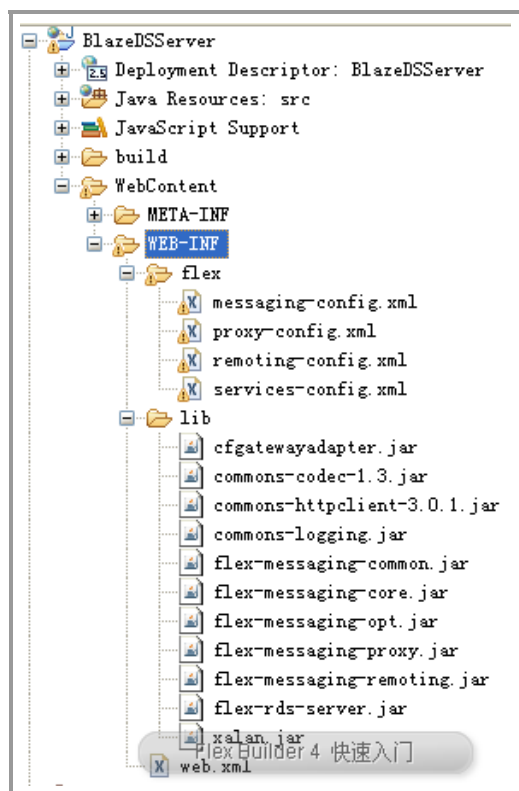 BlazeDSServer
2.5 Deployment Descriptor: BlazeDSServer
Java Resources: src
JavaScript Support
build
WebContent
META-INF
WEB-INF
flex
messaging-config.xml
proxy-config.xml
remoting-config.xml
services-config.xml
lib
cfgatewayadapter.jar
commons-codec-1.3.jar
commons-httpclient-3.0.1.jar
commons-logging.jar
flex-messaging-common.jar
flex-messaging-core.jar
flex-messaging-opt.jar
flex-messaging-proxy.jar
flex-messaging-remoting.jar
flex-rds-server.jar
xalan.jar
Flex Builder 4 快速入门
web.xml